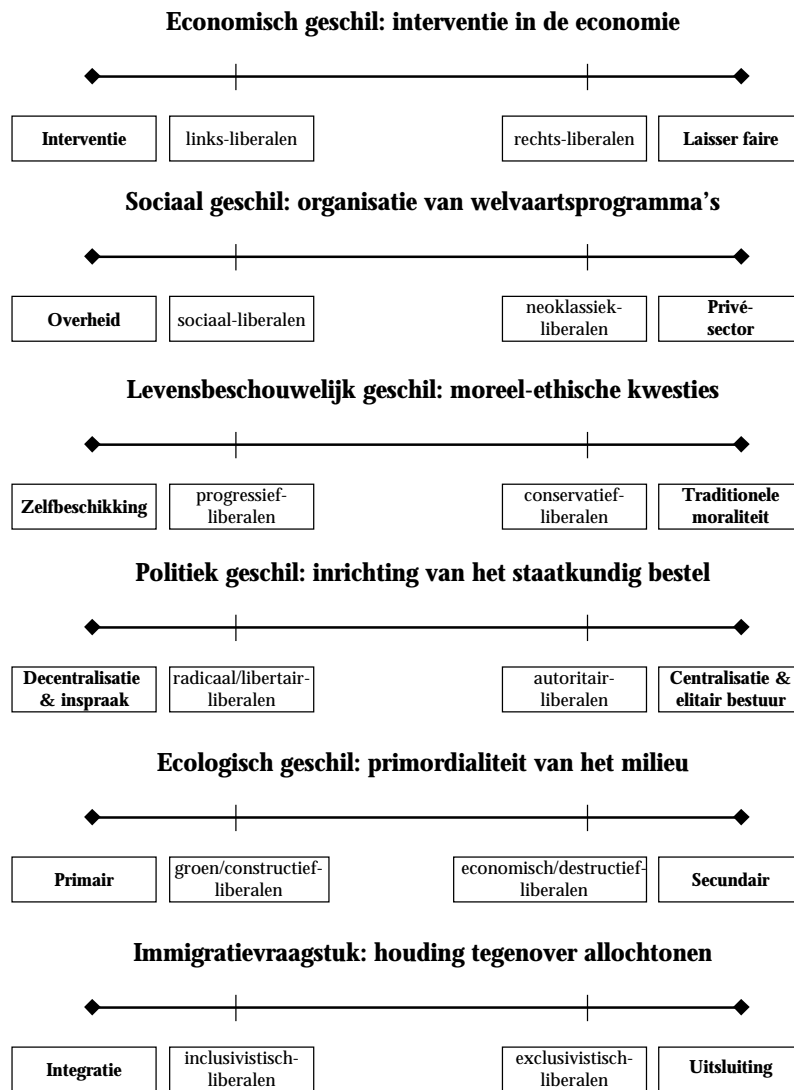 Economisch geschil: interventie in de economie
Interventie
links-liberalen
rechts-liberalen
Laisser faire
Sociaal geschil: organisatie van welvaartsprogramma's
Overheid
sociaal-liberalen
neoklassiek-
liberalen
Privé-
sector
Levensbeschouwelijk geschil: moreel-ethische kwesties
Zelfbeschikking
progressief-
liberalen
conservatief-
liberalen
Traditionele
moraliteit
Politiek geschil: inrichting van het staatkundig bestel
Decentralisatie
& inspraak
radicaal/libertair-
liberalen
autoritair-
liberalen
Centralisatie &
elitair bestuur
Ecologisch geschil: primordialiteit van het milieu
Primair
groen/constructief-
liberalen
economisch/destructief-
liberalen
Secundair
Immigratievraagstuk: houding tegenover allochtonen
Integratie
inclusivistisch-
liberalen
exclusivistisch-
liberalen
Uitsluiting